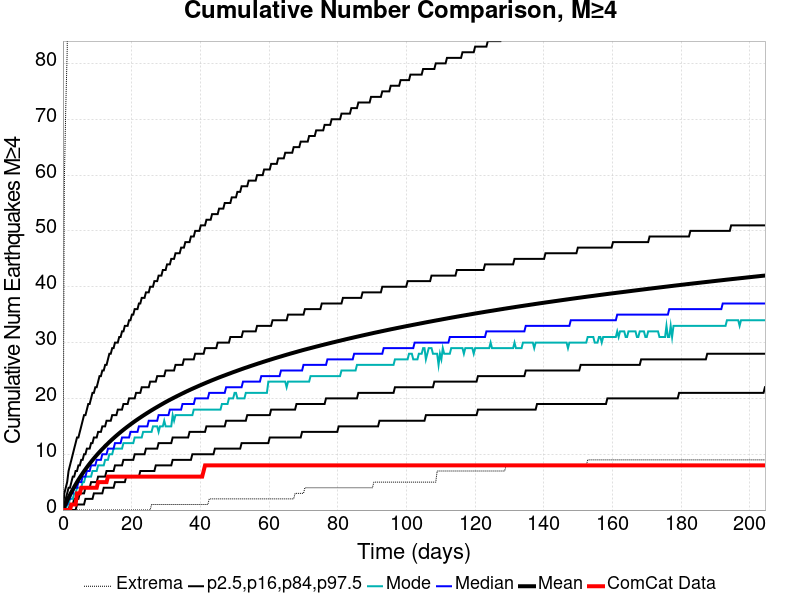 Cumulative Number Comparison, M≥4
Cumulative Num Earthquakes M≥4
80
70
60
50
40
30
20
10
0
0 20 40 60 80 100 120 140 160 180 200
Time (days)
Extrema p2.5,p16,p84,p97.5 Mode Median Mean ComCat Data